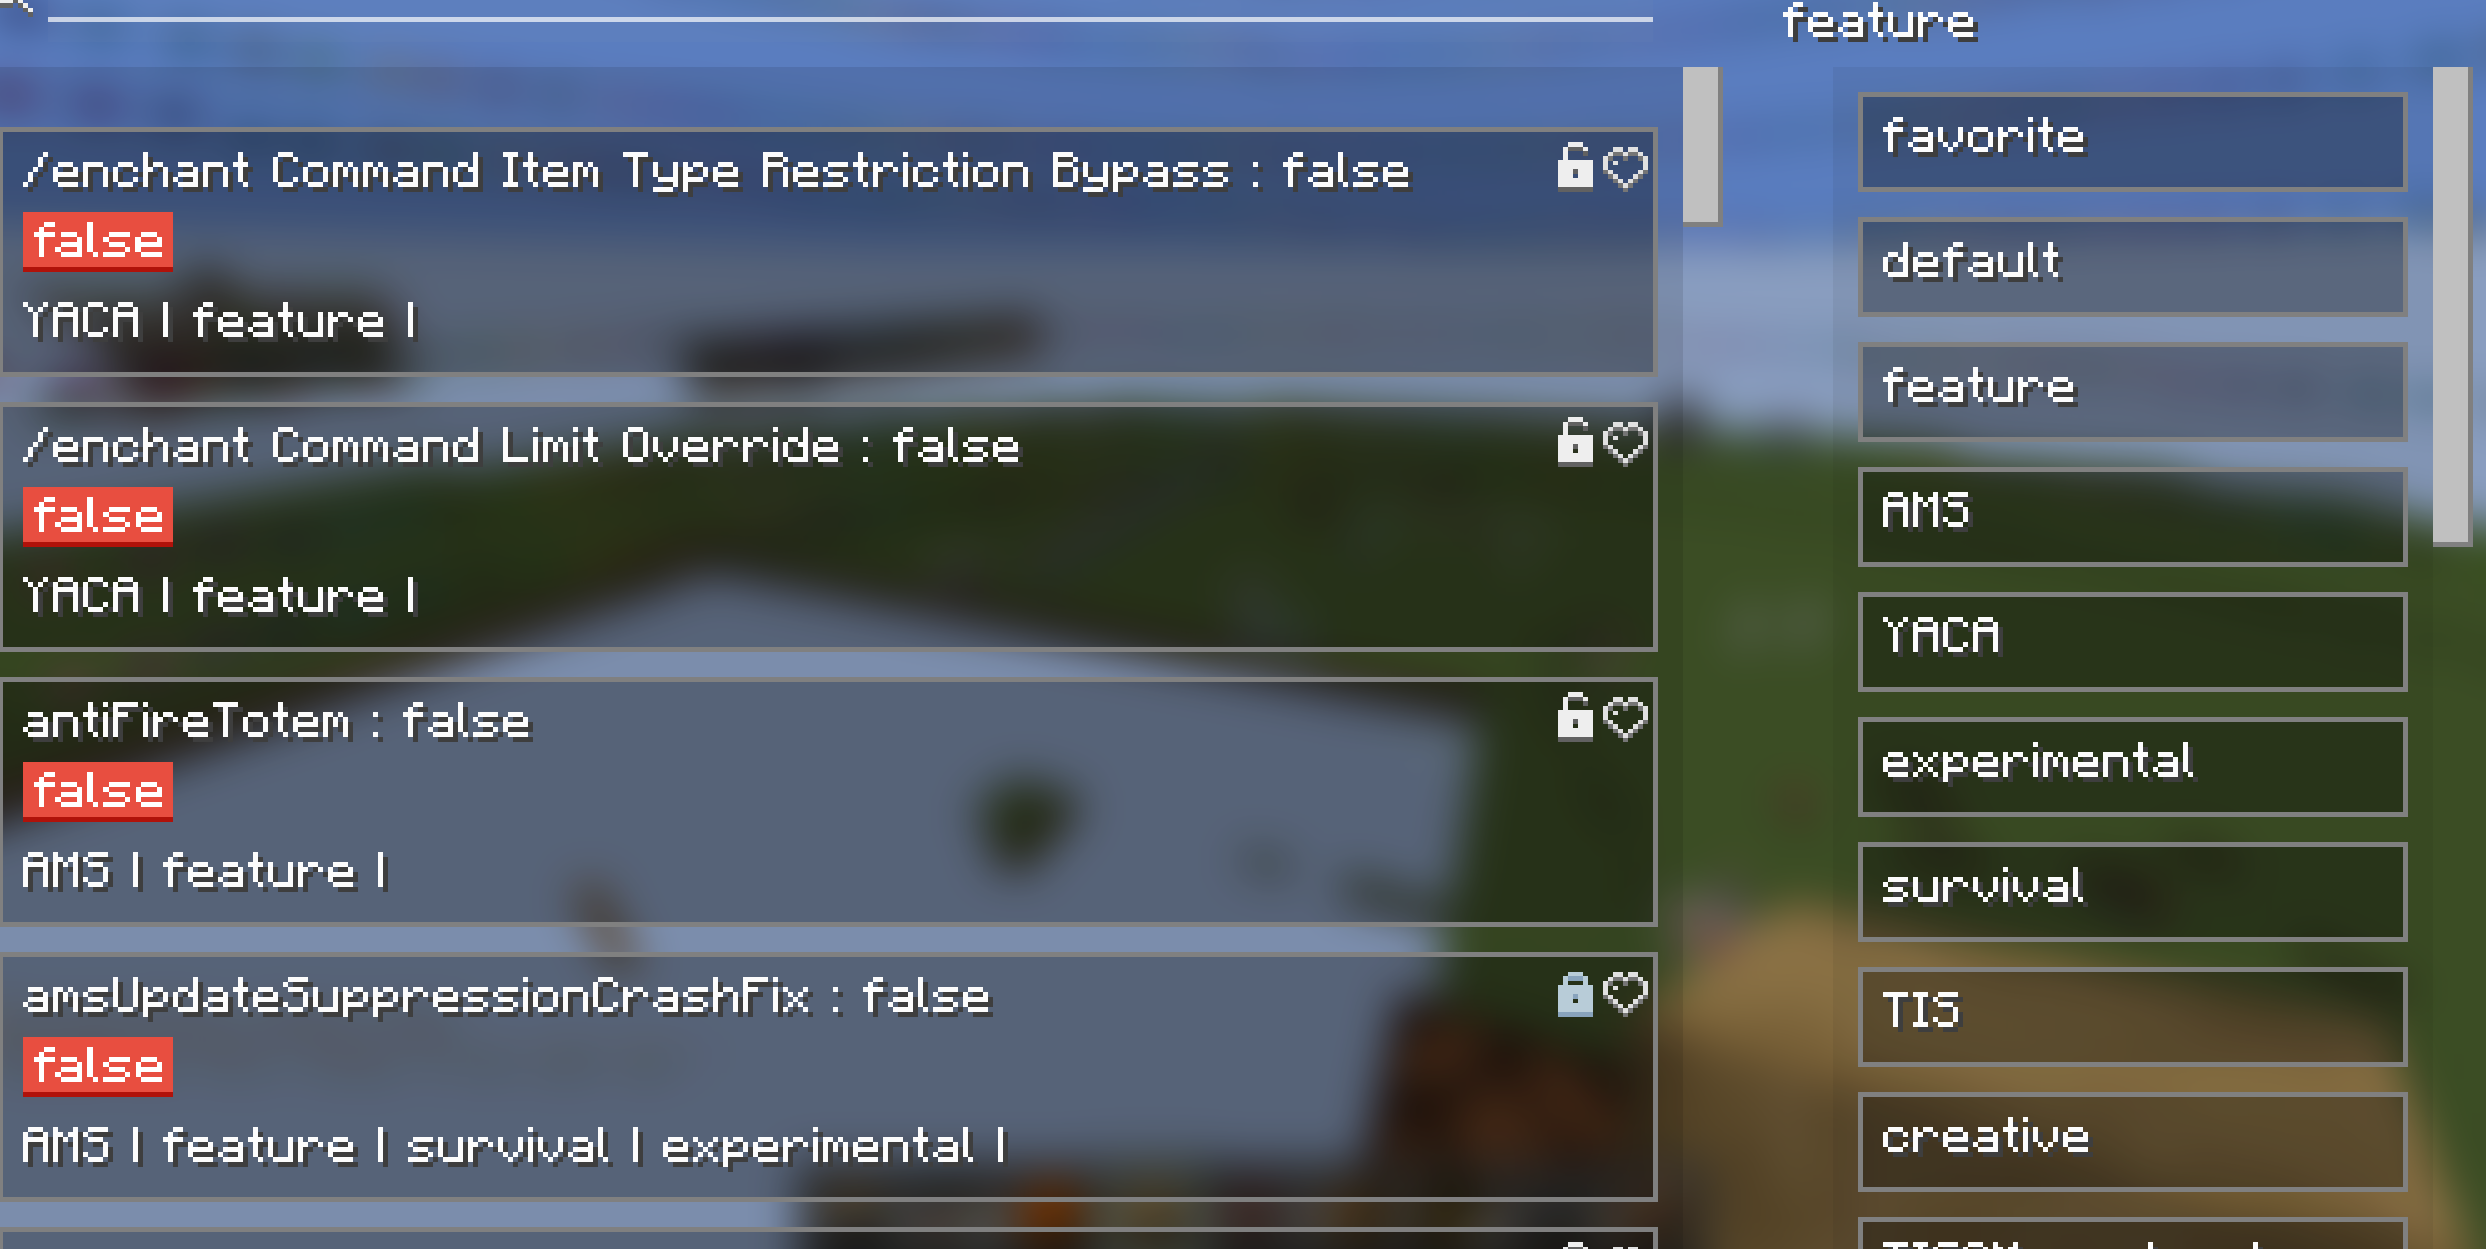 feature
/enchant Command Item Type Restriction Bypass : false
false
YACA | feature |
/enchant Command Limit Override : false
false
YACA | feature |
antiFireTotem : false
false
AMS | feature |
amsUpdateSuppressionCrashFix : false
false
AMS | feature | survival | experimental |
favorite
default
feature
AMS
YACA
experimental
survival
TIS
creative